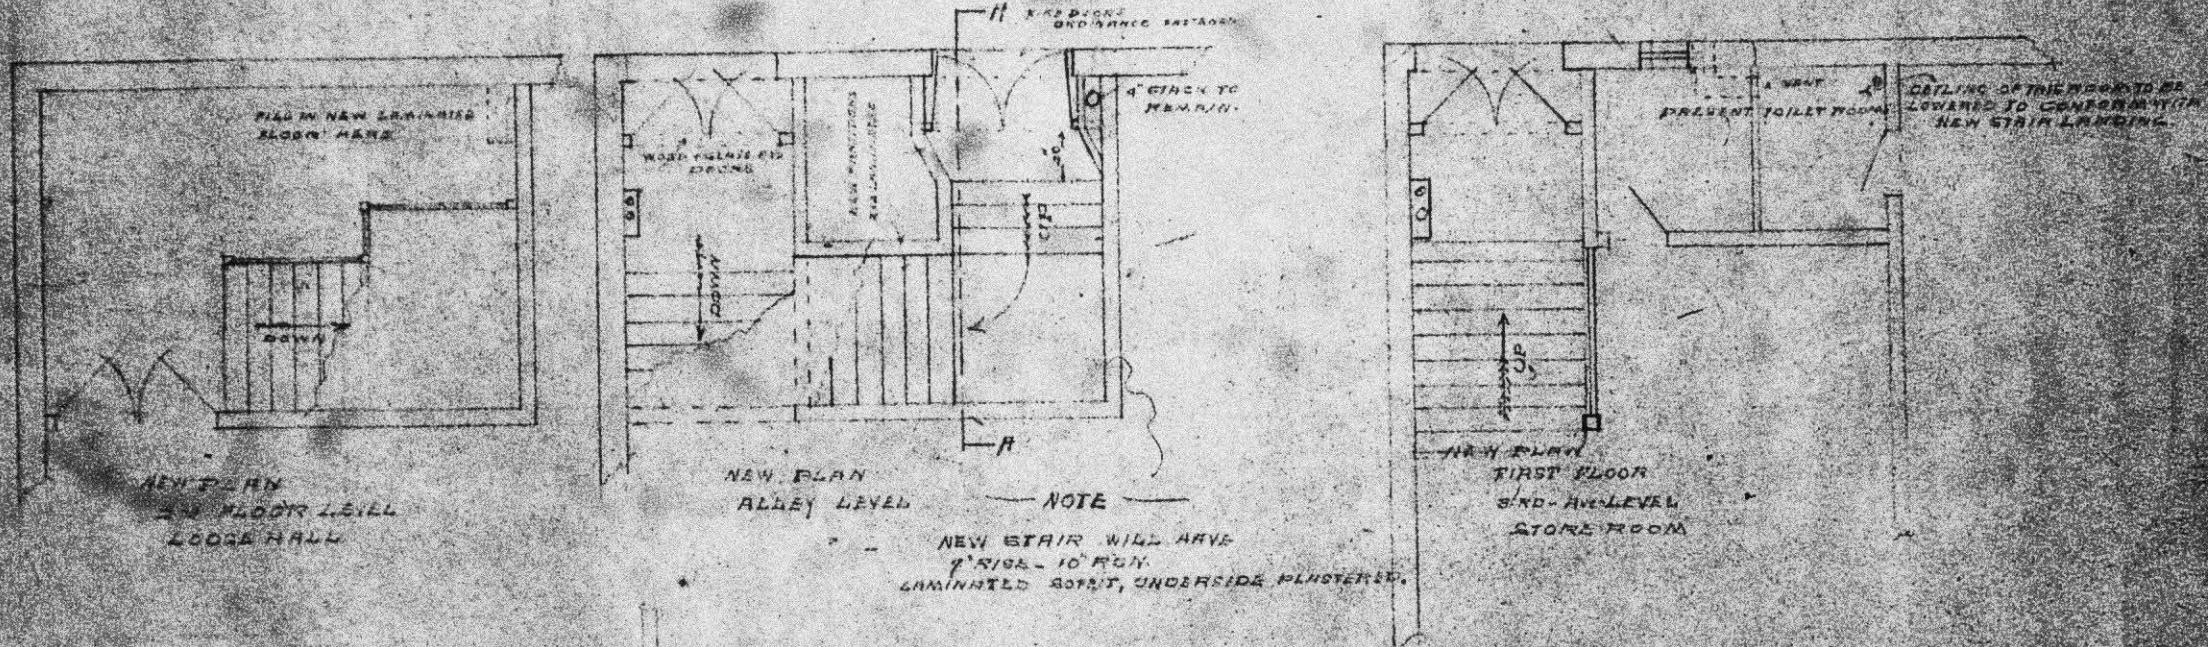 FILL IN NEW LAMINATED
FLOOR HERE
DOWN
NEW PLAN
2ND FLOOR LEVEL
LODGE HALL
A
ORDINANCE
4" STACK TO
REMAIN.
WOOD & GLASS
DOORS
NEW PARTITIONS
DOWN
UP
A
NEW PLAN
ALLEY LEVEL
NOTE
NEW STAIR WILL HAVE
7" RISE - 10" RUN.
LAMINATED SOFFIT, UNDERSIDE PLASTERED.
VENT
PRESENT TOILET ROOMS
CEILING OF THIS ROOM TO BE
LOWERED TO CONFORM WITH
NEW STAIR LANDING.
UP
NEW PLAN
FIRST FLOOR
3RD-AVE-LEVEL
STORE ROOM